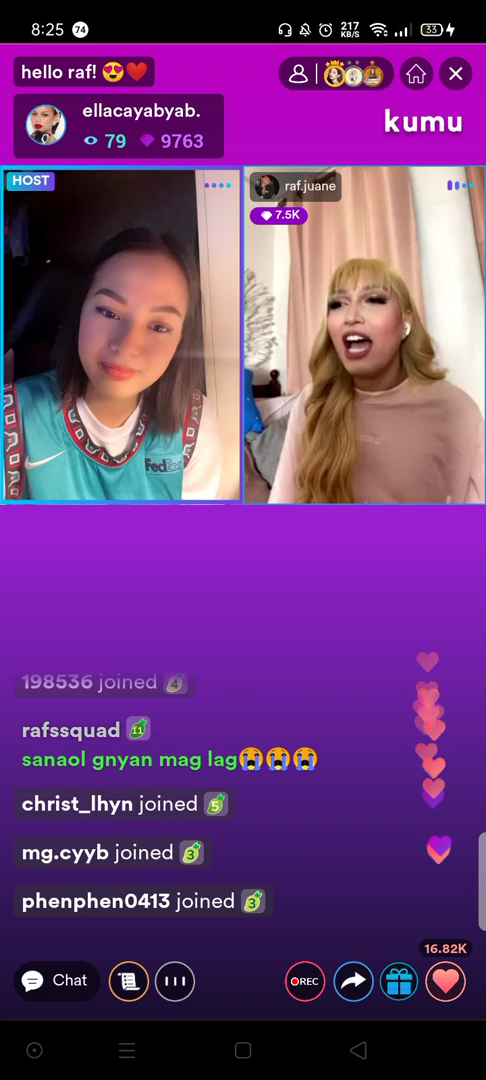 8:25 74 217 KB/S 33
hello raf! 😍❤️
ellacayabyab.
79 9763
kumu
HOST
raf.juane
7.5K
FedEx
198536 joined 4
rafssquad 11
sanaol gnyan mag lag😭😭😭
christ_lhyn joined 5
mg.cyyb joined 3
phenphen0413 joined 3
16.82K
Chat
REC